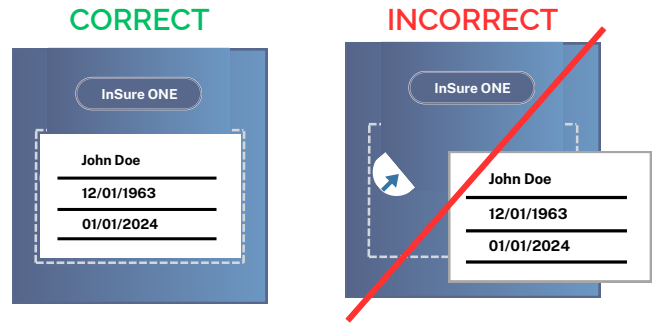 CORRECT
InSure ONE
John Doe
12/01/1963
01/01/2024
INCORRECT
InSure ONE
John Doe
12/01/1963
01/01/2024